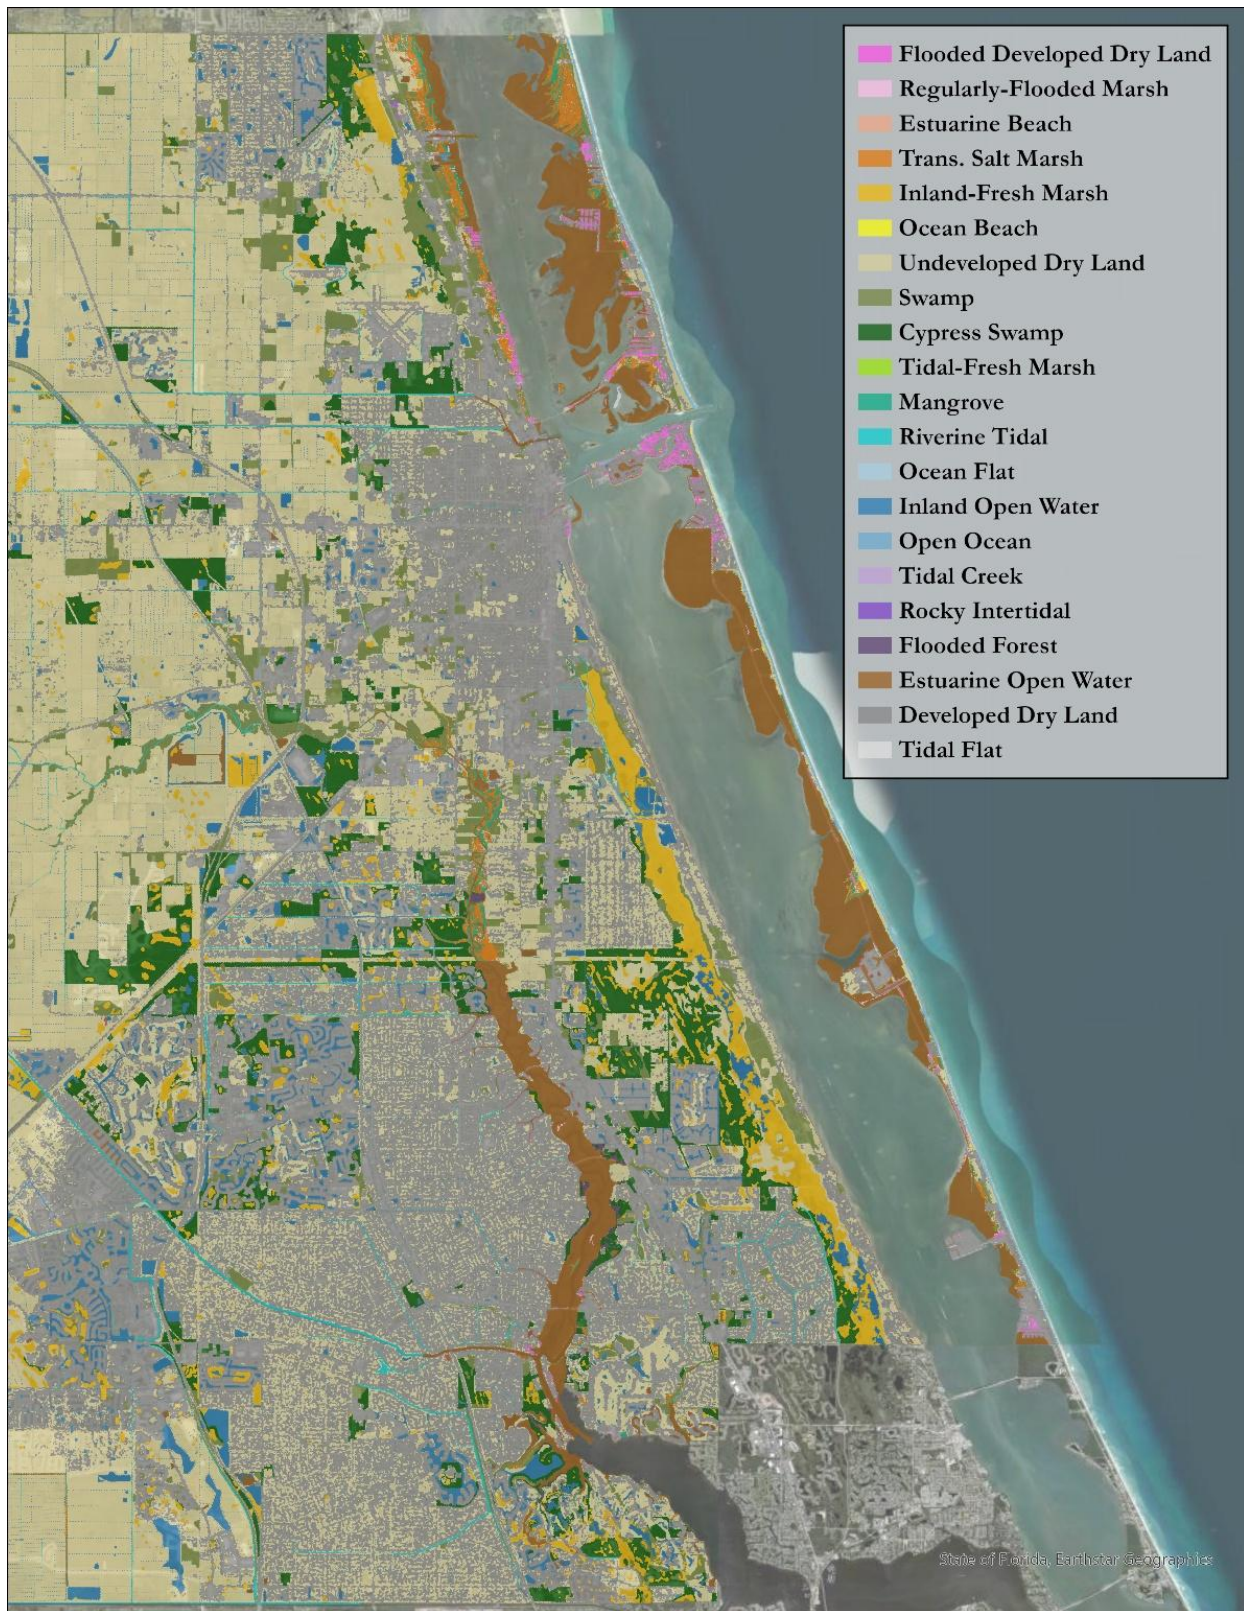 Flooded Developed Dry Land
Regularly-Flooded Marsh
Estuarine Beach
Trans. Salt Marsh
Inland-Fresh Marsh
Ocean Beach
Undeveloped Dry Land
Swamp
Cypress Swamp
Tidal-Fresh Marsh
Mangrove
Riverine Tidal
Ocean Flat
Inland Open Water
Open Ocean
Tidal Creek
Rocky Intertidal
Flooded Forest
Estuarine Open Water
Developed Dry Land
Tidal Flat
State of Florida, Earthstar Geographics